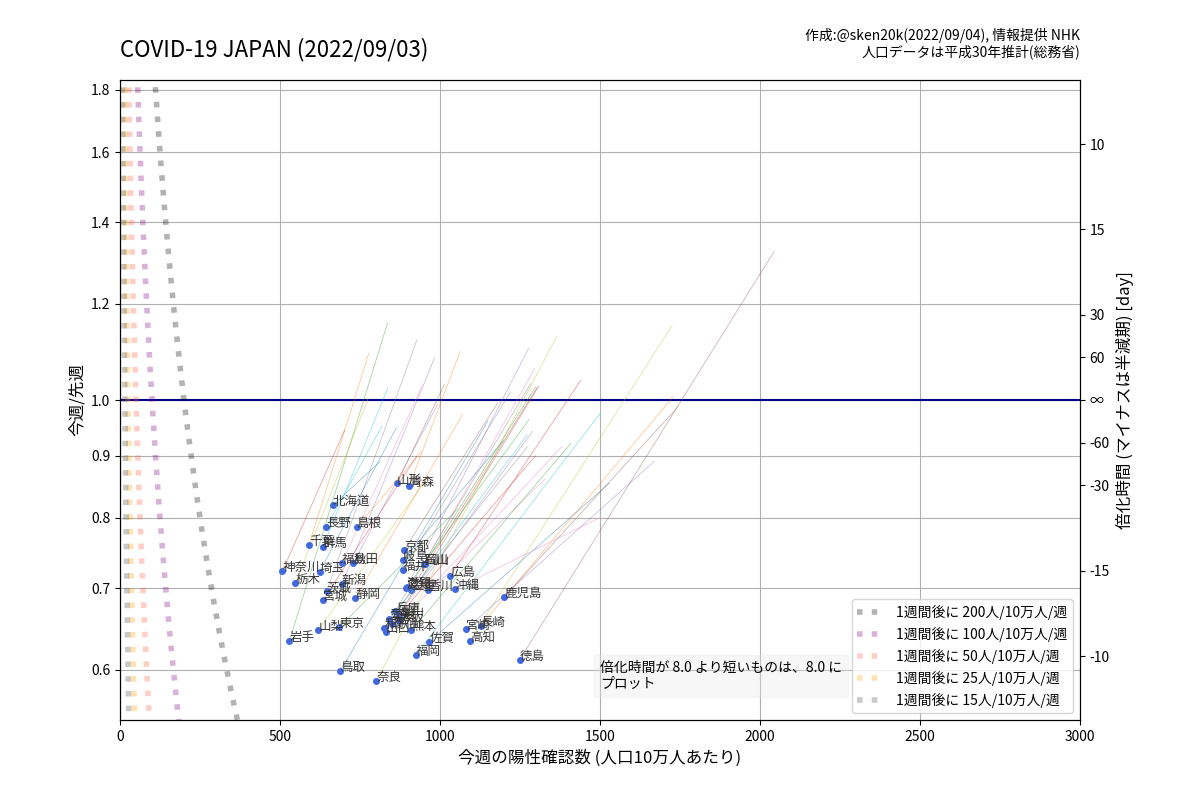 COVID-19 JAPAN (2022/09/03)
作成:@sken20k(2022/09/04), 情報提供 NHK
人口データは平成30年推計(総務省)
1.8
1.6
1.4
1.2
1.0
0.9
0.8
0.7
0.6
今週/先週
10
15
30
60
∞
-60
-30
-15
-10
倍化時間 (マイナスは半減期) [day]
山形
青森
北海道
長野
島根
千葉
群馬
京都
岐阜
福井
福島
秋田
岡山
神奈川
埼玉
広島
栃木
新潟
茨城
宮城
静岡
香川
沖縄
鹿児島
兵庫
山梨
東京
熊本
宮崎
長崎
岩手
佐賀
高知
福岡
徳島
鳥取
奈良
倍化時間が 8.0 より短いものは、8.0 に
プロット
1週間後に 200人/10万人/週
1週間後に 100人/10万人/週
1週間後に 50人/10万人/週
1週間後に 25人/10万人/週
1週間後に 15人/10万人/週
0
500
1000
1500
2000
2500
3000
今週の陽性確認数 (人口10万人あたり)